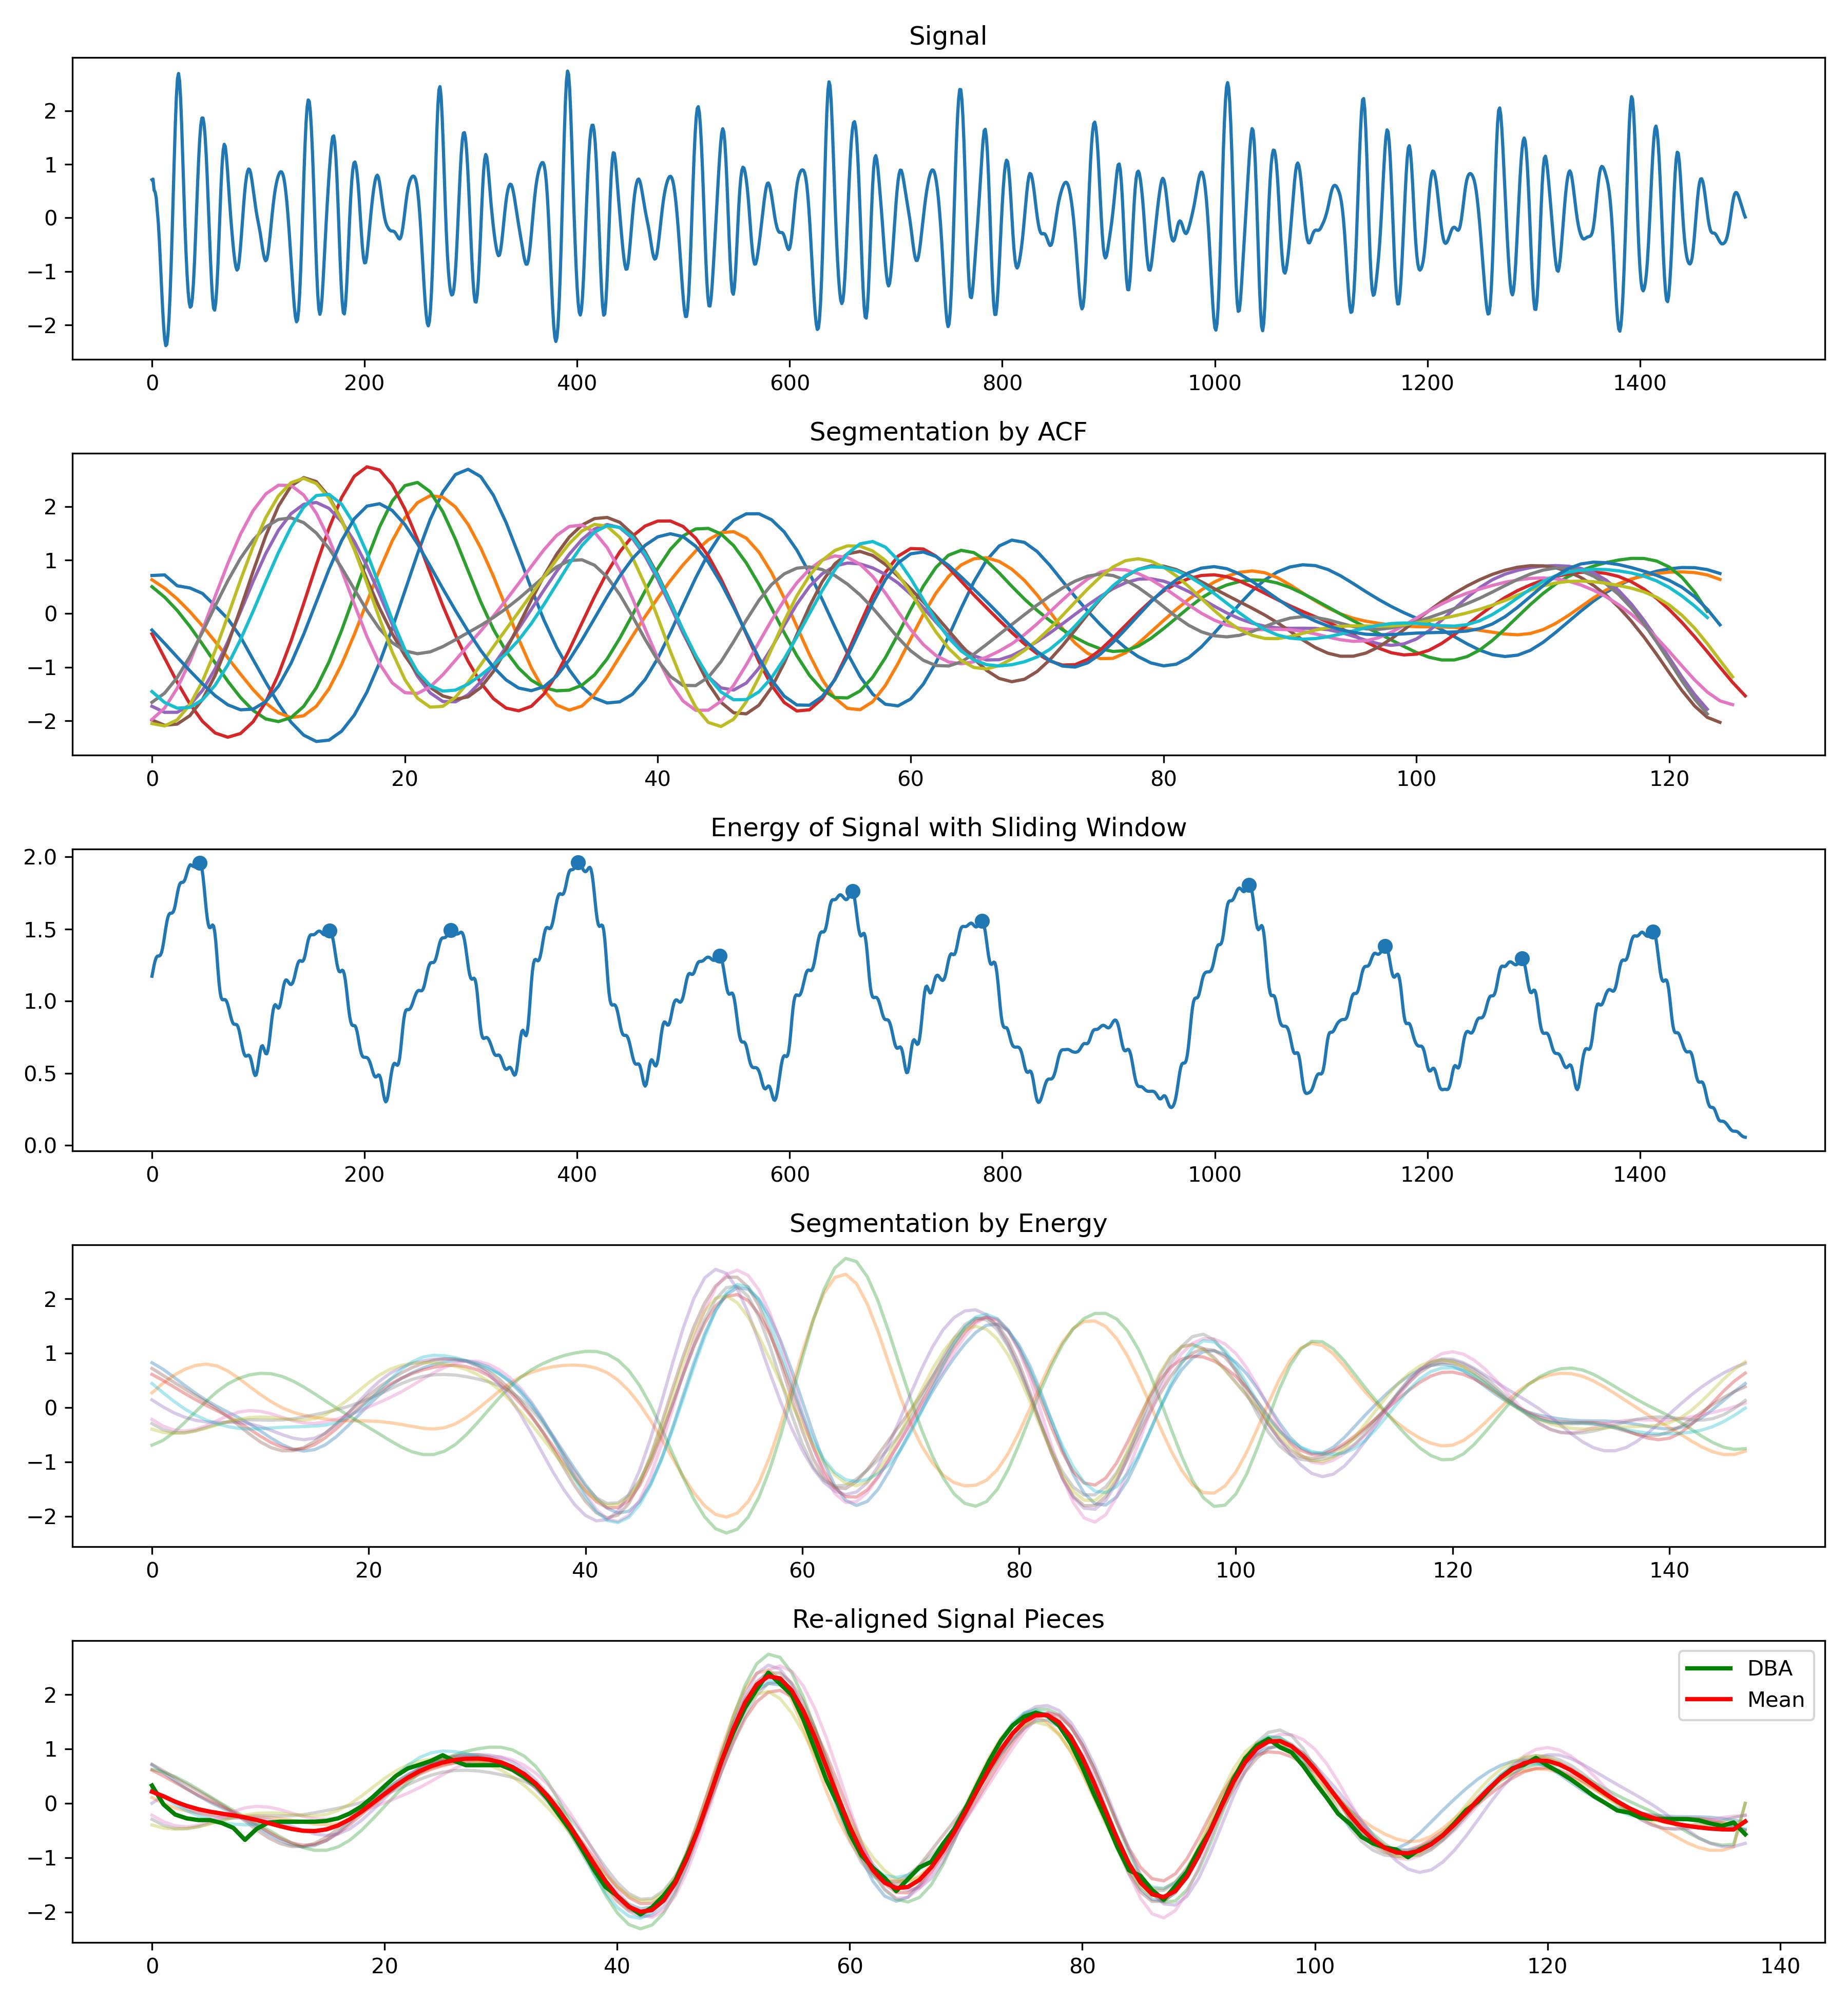 Signal
2
1
0
−1
−2
0 200 400 600 800 1000 1200 1400
Segmentation by ACF
2
1
0
−1
−2
0 20 40 60 80 100 120
Energy of Signal with Sliding Window
2.0
1.5
1.0
0.5
0.0
0 200 400 600 800 1000 1200 1400
Segmentation by Energy
2
1
0
−1
−2
0 20 40 60 80 100 120 140
Re-aligned Signal Pieces
DBA
Mean
2
1
0
−1
−2
0 20 40 60 80 100 120 140